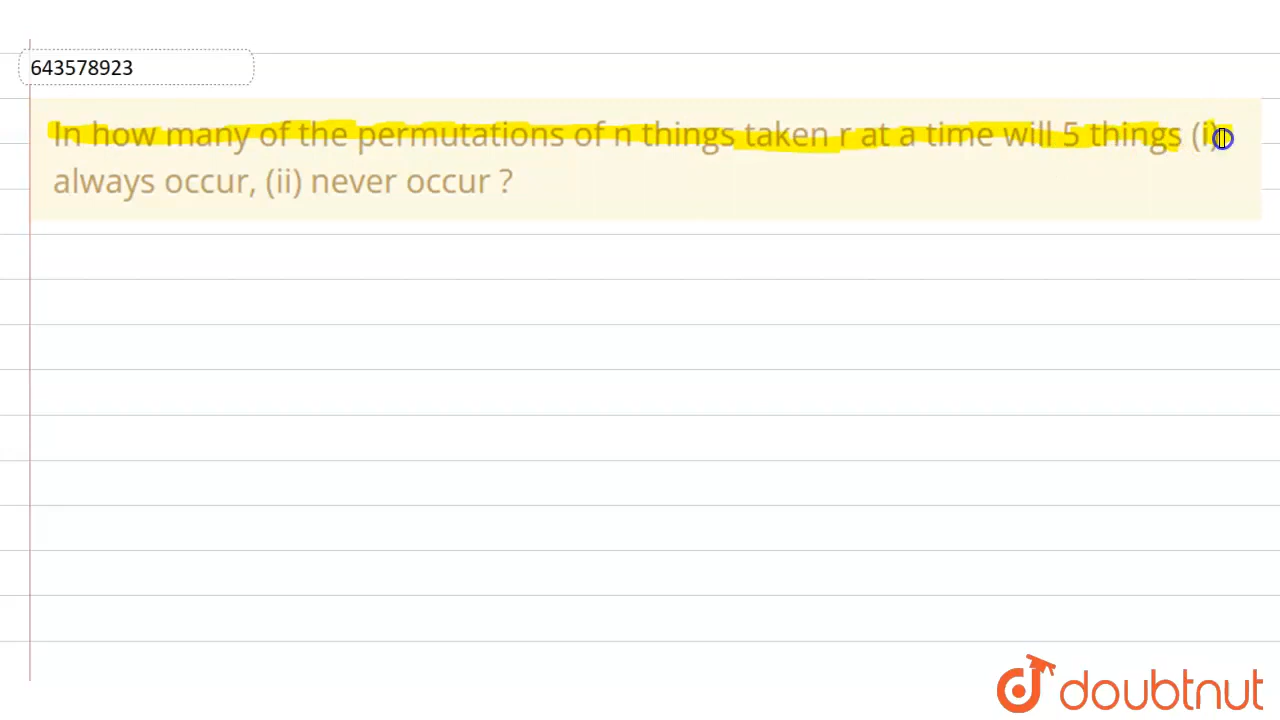 643578923
In how many of the permutations of n things taken r at a time will 5 things (i)
always occur, (ii) never occur ?
doubtnut